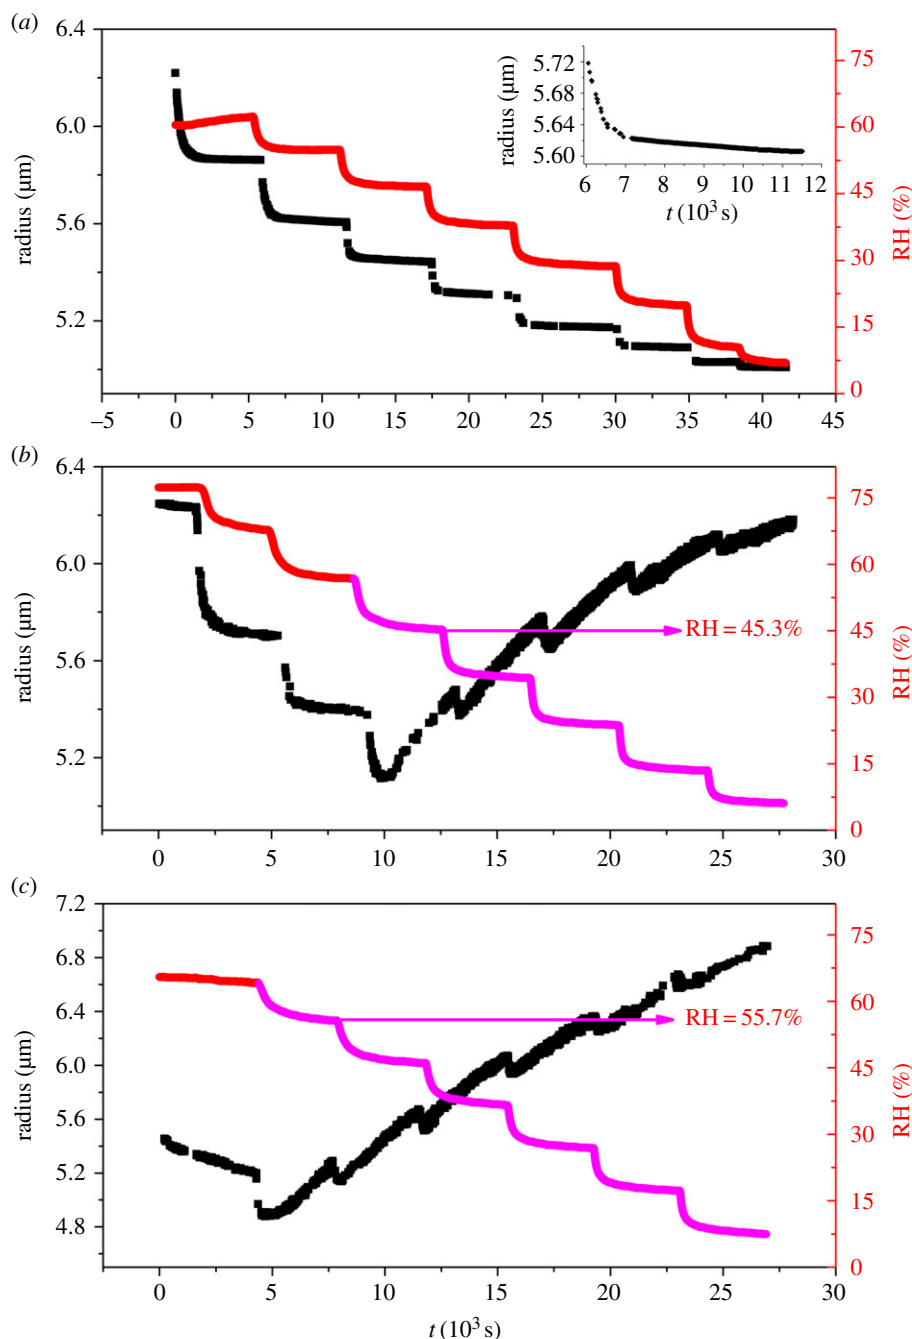 (a)
6.4
6.0
5.6
5.2
radius (µm)
75
60
45
30
15
0
RH (%)
5.72
5.68
5.64
5.60
radius (µm)
6 7 8 9 10 11 12
t (10³ s)
–5 0 5 10 15 20 25 30 35 40 45
(b)
6.4
6.0
5.6
5.2
radius (µm)
75
60
45
30
15
0
RH (%)
RH = 45.3%
0 5 10 15 20 25 30
(c)
7.2
6.8
6.4
6.0
5.6
5.2
4.8
radius (µm)
75
60
45
30
15
0
RH (%)
RH = 55.7%
0 5 10 15 20 25 30
t (10³ s)